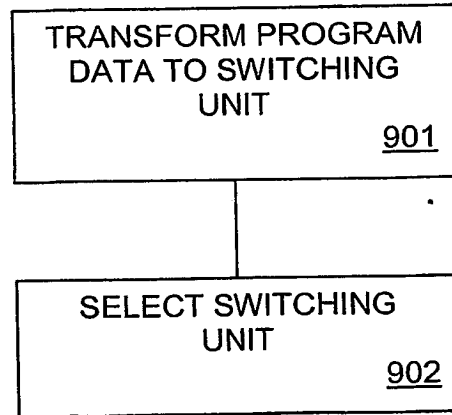 TRANSFORM PROGRAM
DATA TO SWITCHING
UNIT
901
SELECT SWITCHING
UNIT
902